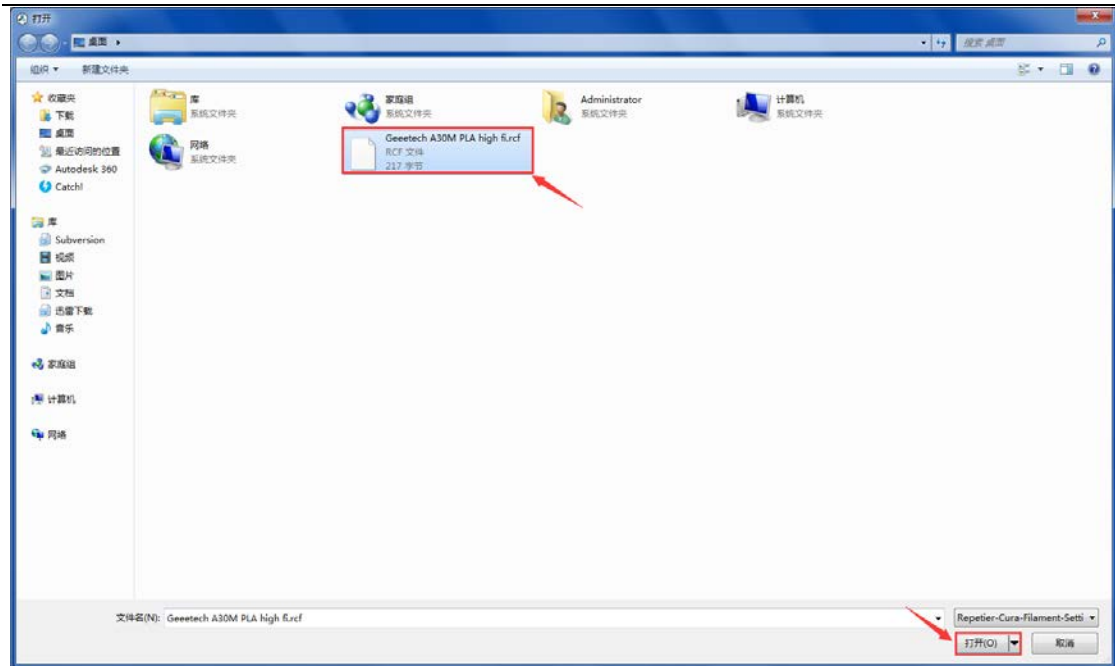 打开
桌面
搜索 桌面
组织 新建文件夹
收藏夹
下载
桌面
最近访问的位置
Autodesk 360
Catch!
库
Subversion
视频
图片
文档
迅雷下载
音乐
家庭组
计算机
网络
库
系统文件夹
家庭组
系统文件夹
Administrator
系统文件夹
计算机
系统文件夹
网络
系统文件夹
Geeetech A30M PLA high fi.rcf
RCF 文件
217 字节
文件名(N): Geeetech A30M PLA high fi.rcf
Repetier-Cura-Filament-Setti
打开(O) 取消